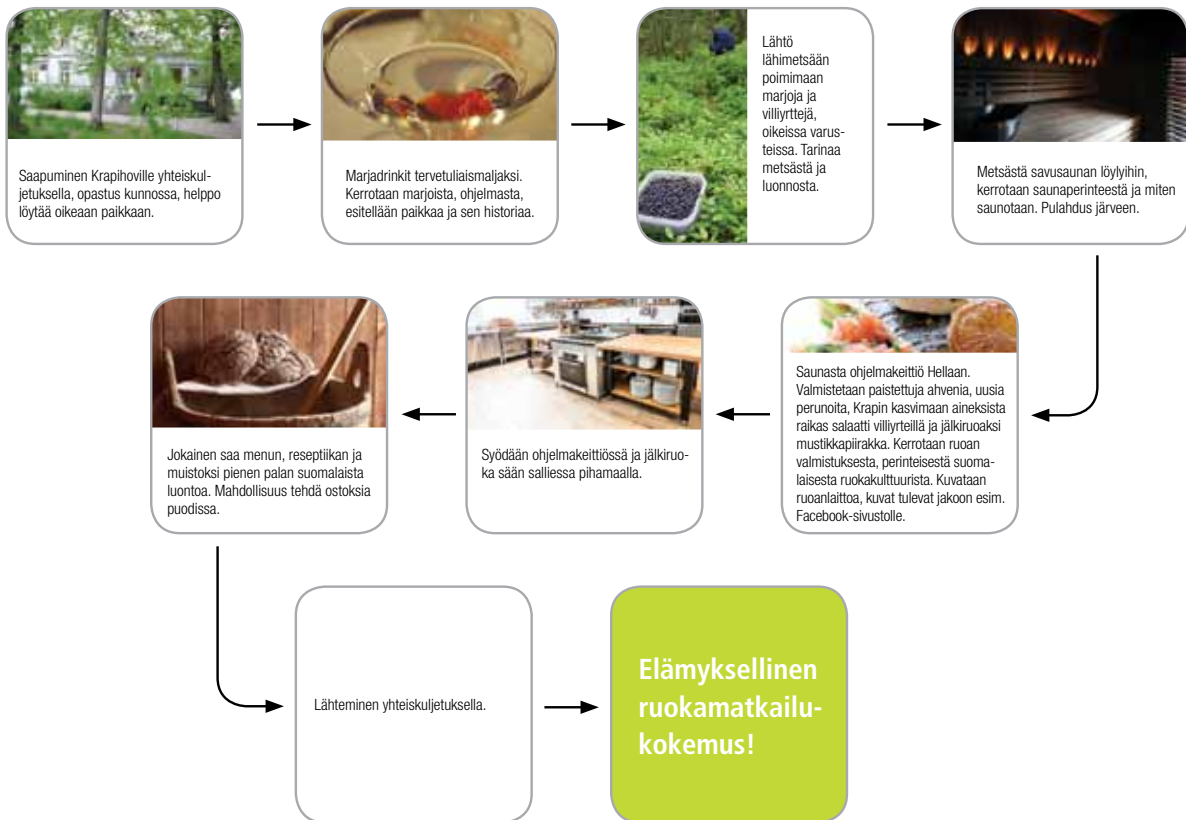 Saapuminen Krapihoville yhteiskul-
jetuksella, opastus kunnossa, helppo
löytää oikeaan paikkaan.
Marjadrinkit tervetuliaismaljaksi.
Kerrotaan marjoista, ohjelmasta,
esitellään paikkaa ja sen historiaa.
Lähtö
lähimetsään
poimimaan
marjoja ja
villiyrttejä,
oikeissa varus-
teissa. Tarinaa
metsästä ja
luonnosta.
Metsästä savusaunan löylyihin,
kerrotaan saunaperinteestä ja miten
saunotaan. Pulahdus järveen.
Saunasta ohjelmakeittiö Hellaan.
Valmistetaan paistettuja ahvenia, uusia
perunoita, Krapin kasvimaan aineksista
raikas salaatti villiyrteillä ja jälkiruoaksi
mustikkapiirakka. Kerrotaan ruoan
valmistuksesta, perinteisestä suoma-
laisesta ruokakulttuurista. Kuvataan
ruoanlaittoa, kuvat tulevat jakoon esim.
Facebook-sivustolle.
Syödään ohjelmakeittiössä ja jälkiruo-
ka sään salliessa pihamaalla.
Jokainen saa menun, reseptiikan ja
muistoksi pienen palan suomalaista
luontoa. Mahdollisuus tehdä ostoksia
puodissa.
Lähteminen yhteiskuljetuksella.
Elämyksellinen
ruokamatkailu-
kokemus!